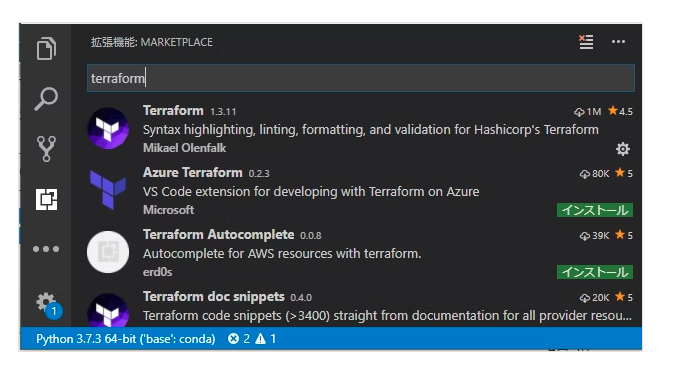 拡張機能: MARKETPLACE
terraform
Terraform 1.3.11 1M ★4.5
Syntax highlighting, linting, formatting, and validation for Hashicorp's Terraform
Mikael Olenfalk
Azure Terraform 0.2.3 80K ★5
VS Code extension for developing with Terraform on Azure
Microsoft インストール
Terraform Autocomplete 0.0.8 39K ★5
Autocomplete for AWS resources with terraform.
erd0s インストール
Terraform doc snippets 0.4.0 20K ★5
Terraform code snippets (>3400) straight from documentation for all provider resou...
1
Python 3.7.3 64-bit ('base': conda) 2 1